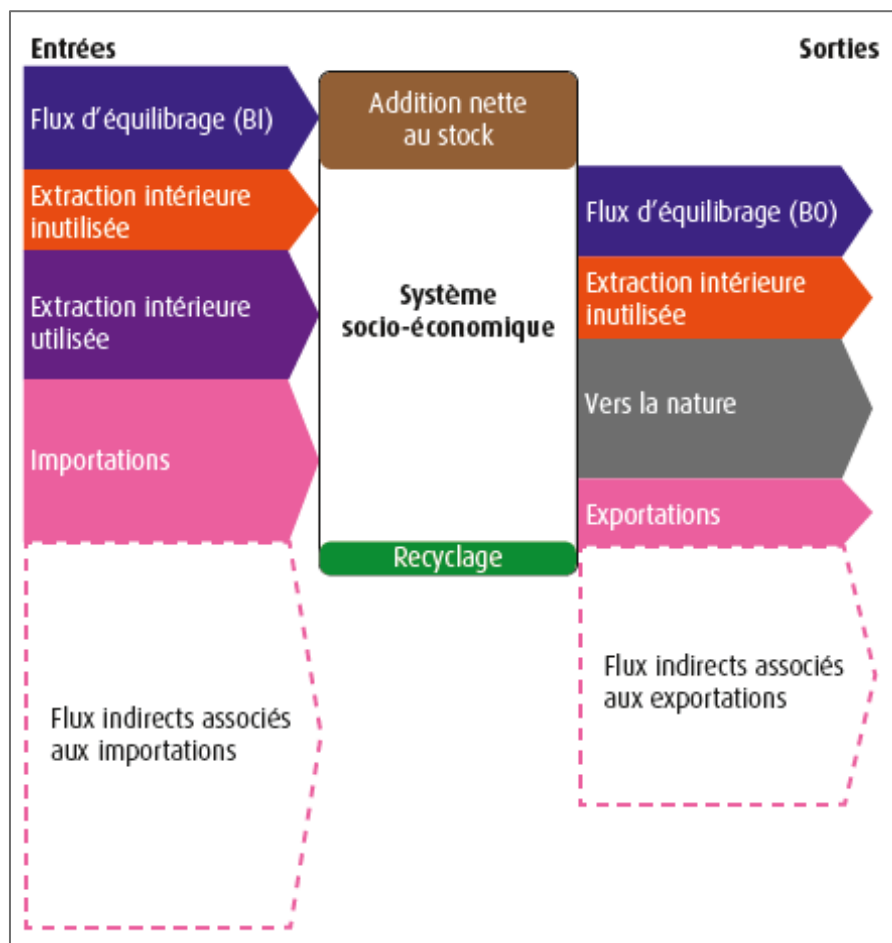 Entrées
Sorties
Flux d'équilibrage (BI)
Addition nette
au stock
Extraction intérieure
inutilisée
Flux d'équilibrage (BO)
Extraction intérieure
utilisée
Système
socio-économique
Extraction intérieure
inutilisée
Vers la nature
Importations
Exportations
Recyclage
Flux indirects associés
aux importations
Flux indirects associés
aux exportations